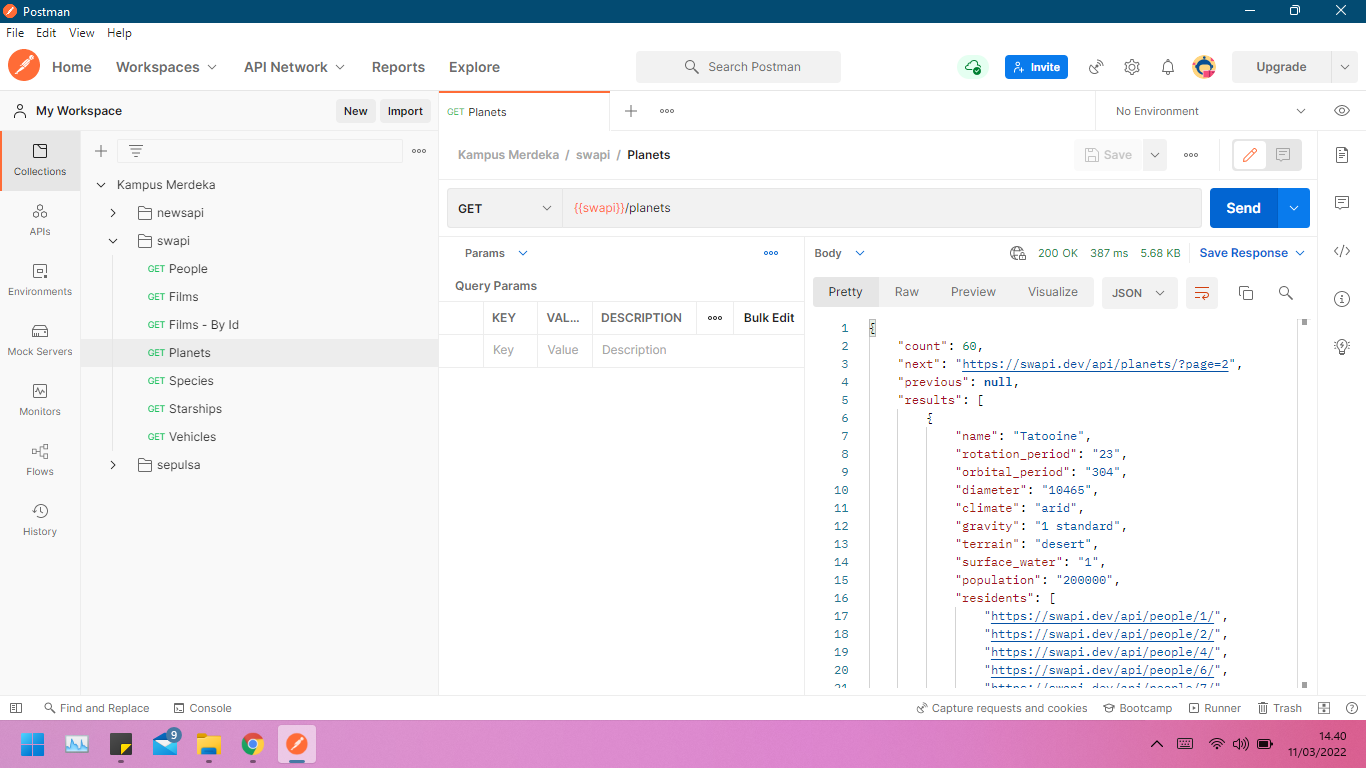 Postman
File Edit View Help
Home Workspaces API Network Reports Explore Search Postman Invite Upgrade
My Workspace New Import
GET Planets
No Environment
Collections
APIs
Environments
Mock Servers
Monitors
Flows
History
Kampus Merdeka
newsapi
swapi
GET People
GET Films
GET Films - By Id
GET Planets
GET Species
GET Starships
GET Vehicles
sepulsa
Kampus Merdeka / swapi / Planets
Save
GET {{swapi}}/planets
Send
Params
Query Params
KEY VAL... DESCRIPTION Bulk Edit
Key Value Description
Body 200 OK 387 ms 5.68 KB Save Response
Pretty Raw Preview Visualize JSON
1 {
2 "count": 60,
3 "next": "https://swapi.dev/api/planets/?page=2",
4 "previous": null,
5 "results": [
6 {
7 "name": "Tatooine",
8 "rotation_period": "23",
9 "orbital_period": "304",
10 "diameter": "10465",
11 "climate": "arid",
12 "gravity": "1 standard",
13 "terrain": "desert",
14 "surface_water": "1",
15 "population": "200000",
16 "residents": [
17 "https://swapi.dev/api/people/1/",
18 "https://swapi.dev/api/people/2/",
19 "https://swapi.dev/api/people/4/",
20 "https://swapi.dev/api/people/6/",
21 "https://swapi.dev/api/people/7/",
Find and Replace Console Capture requests and cookies Bootcamp Runner Trash
9
14.40
11/03/2022